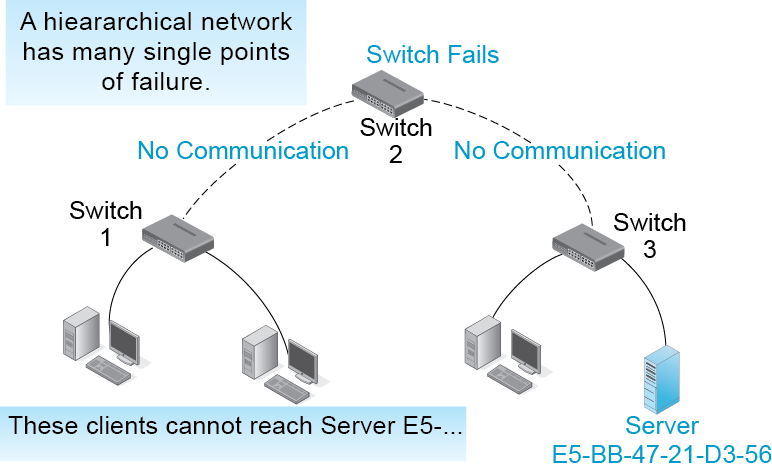 A hieararchical network
has many single points
of failure.
Switch Fails
Switch
2
No Communication
No Communication
Switch
1
Switch
3
These clients cannot reach Server E5-...
Server
E5-BB-47-21-D3-56